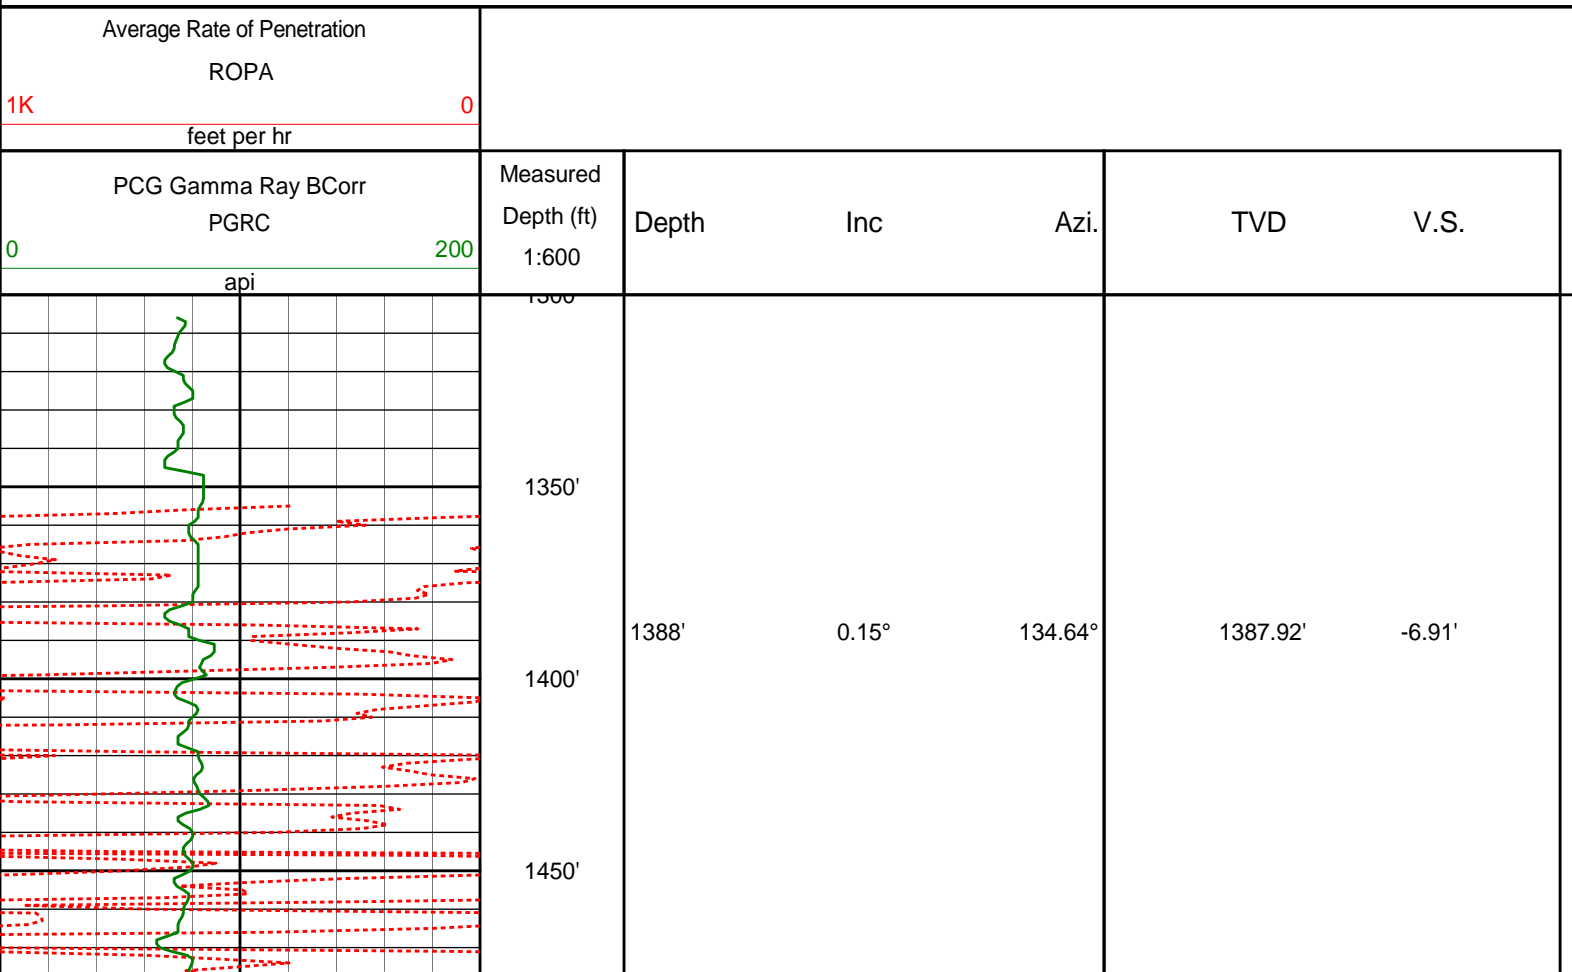 Average Rate of Penetration
ROPA
1K 0
feet per hr
PCG Gamma Ray BCorr
PGRC
0 200
api
Measured
Depth (ft)
1:600
Depth Inc Azi. TVD V.S.
1300'
1350'
1388' 0.15° 134.64° 1387.92' -6.91'
1400'
1450'